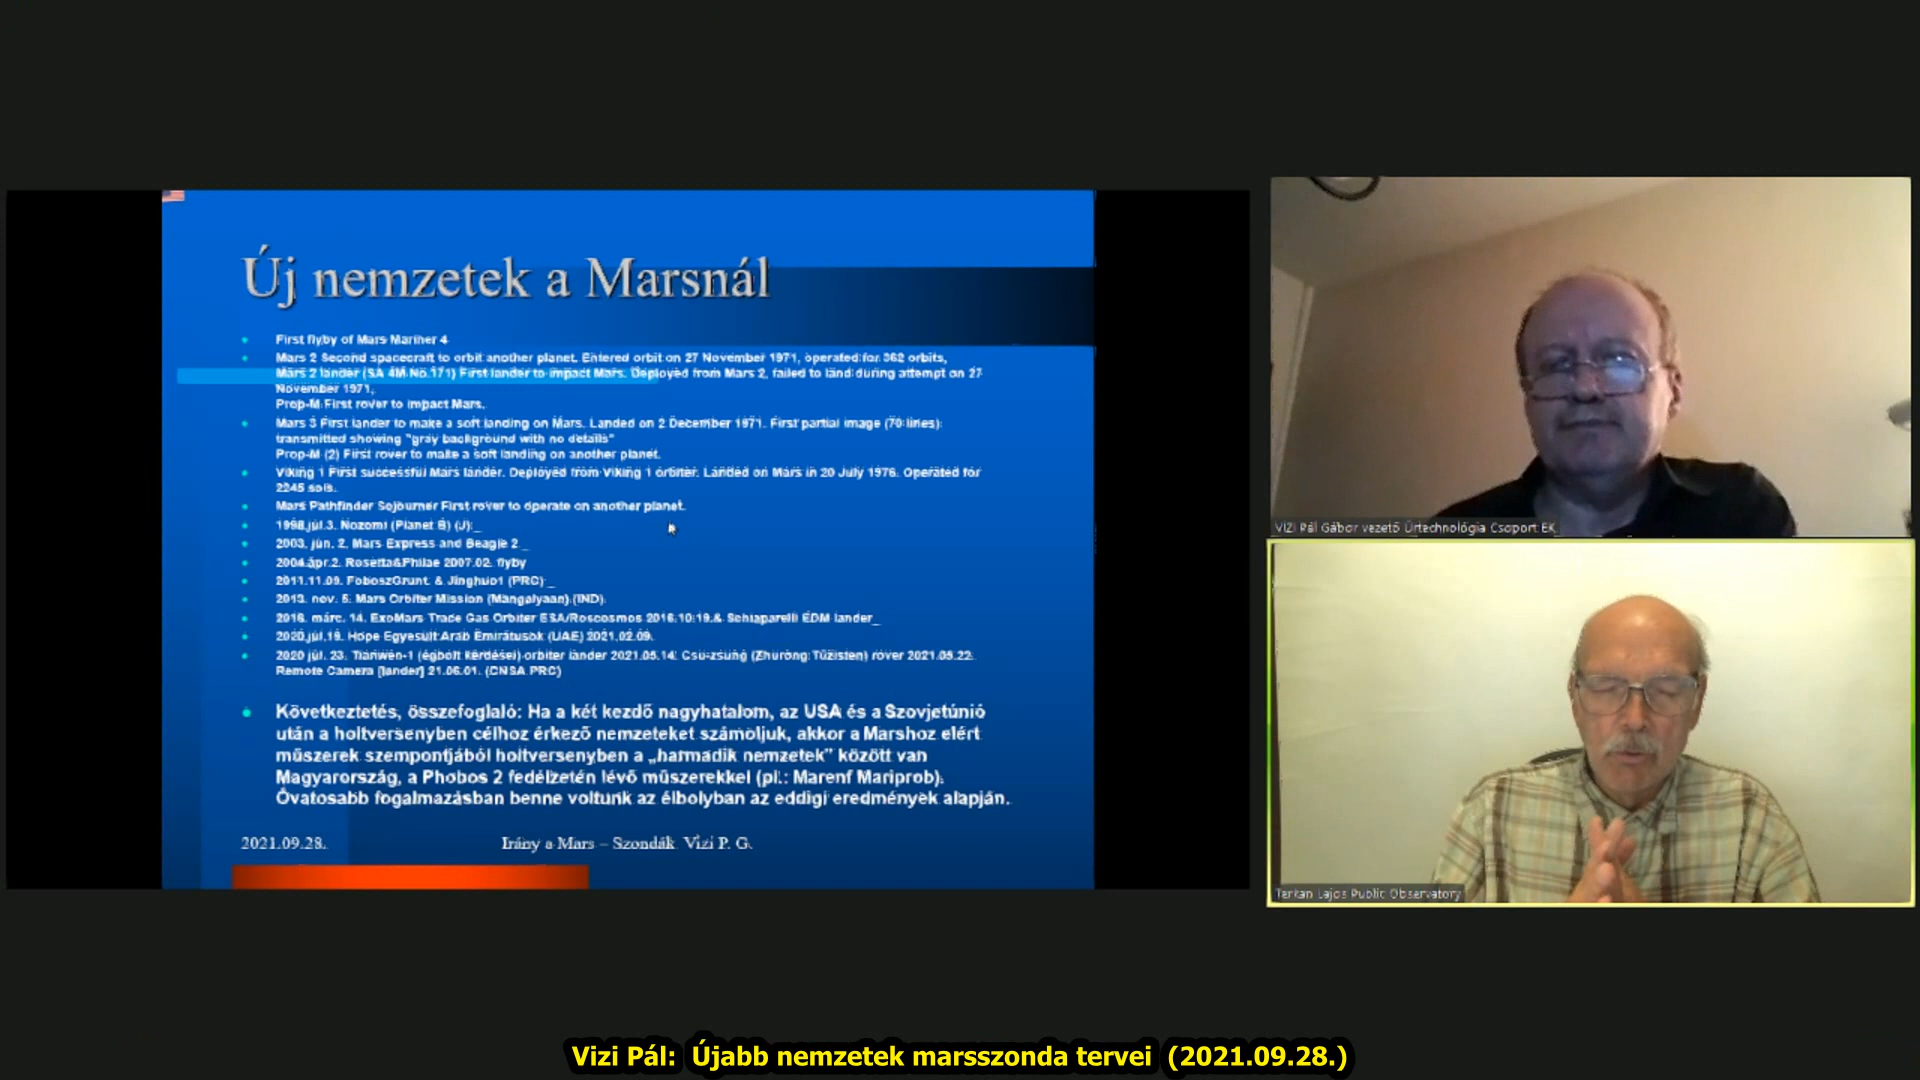 Új nemzetek a Marsnál
First flyby of Mars Mariner 4
Mars 2 Second spacecraft to orbit another planet. Entered orbit on 27 November 1971, operated for 362 orbits,
Mars 2 lander (SA 4M No.171) First lander to impact Mars. Deployed from Mars 2, failed to land during attempt on 27
November 1971.
Prop-M First rover to impact Mars.
Mars 3 First lander to make a soft landing on Mars. Landed on 2 December 1971. First partial image (70 lines)
transmitted showing "gray background with no details"
Prop-M (2) First rover to make a soft landing on another planet.
Viking 1 First successful Mars lander. Deployed from Viking 1 orbiter. Landed on Mars in 20 July 1976. Operated for
2245 sols.
Mars Pathfinder Sojourner First rover to operate on another planet.
1998.júl.3. Nozomi (Planet B) (J):_
2003. jún. 2. Mars Express and Beagle 2 _
2004.ápr.2. Rosetta&Philae 2007.02. flyby
2011.11.09. FoboszGrunt. & Jinghuo1 (PRC) _
2013. nov. 5. Mars Orbiter Mission (Mangalyaan) (IND).
2016. márc. 14. ExoMars Trade Gas Orbiter ESA/Roscosmos 2016.10.19.& Schiaparelli EDM lander_
2020.júl.19. Hope Egyesült Arab Emirátusok (UAE) 2021.02.09.
2020 júl. 23. Tianwen-1 (égbolt kérdései) orbiter lander 2021.05.14. Csu-zsung (Zhurong Tűzisten) rover 2021.05.22.
Remote Camera [lander] 21.06.01. (CNSA PRC)
Következtetés, összefoglaló: Ha a két kezdő nagyhatalom, az USA és a Szovjetúnió
után a holtversenyben célhoz érkező nemzeteket számoljuk, akkor a Marshoz elért
műszerek szempontjából holtversenyben a „harmadik nemzetek” között van
Magyarország, a Phobos 2 fedélzetén lévő műszerekkel (pl.: Marenf Mariprob).
Óvatosabb fogalmazásban benne voltunk az élbolyban az eddigi eredmények alapján.
2021.09.28.
Irány a Mars – Szondák Vizi P. G.
VIZI Pál Gábor vezető Űrtechnológia Csoport EK
Terkán Lajos Public Observatory
Vizi Pál: Újabb nemzetek marsszonda tervei (2021.09.28.)